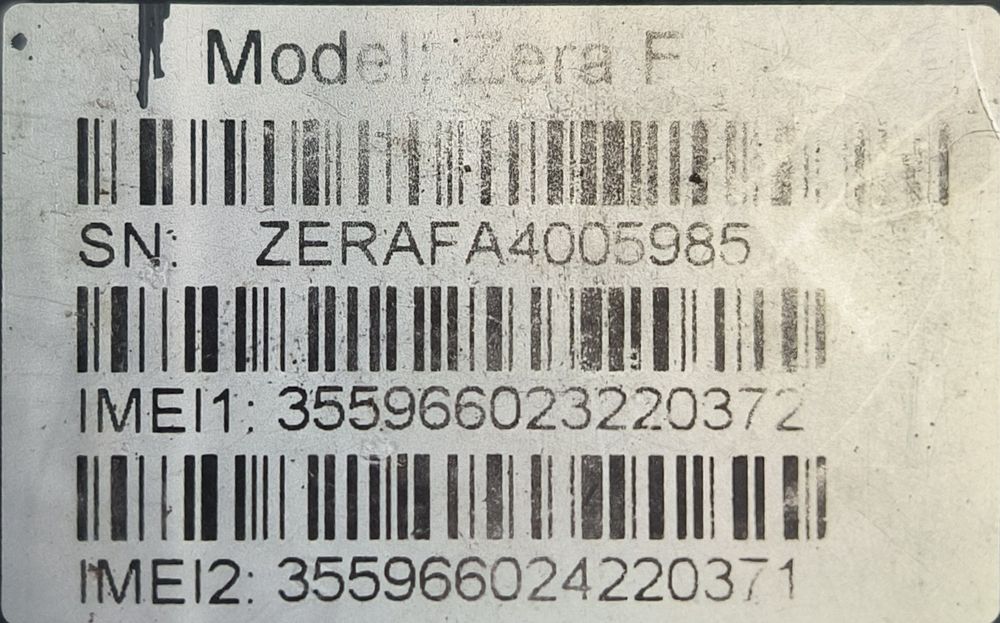 Model: Zera F
SN: ZERAFA4005985
IMEI1: 355966023220372
IMEI2: 355966024220371